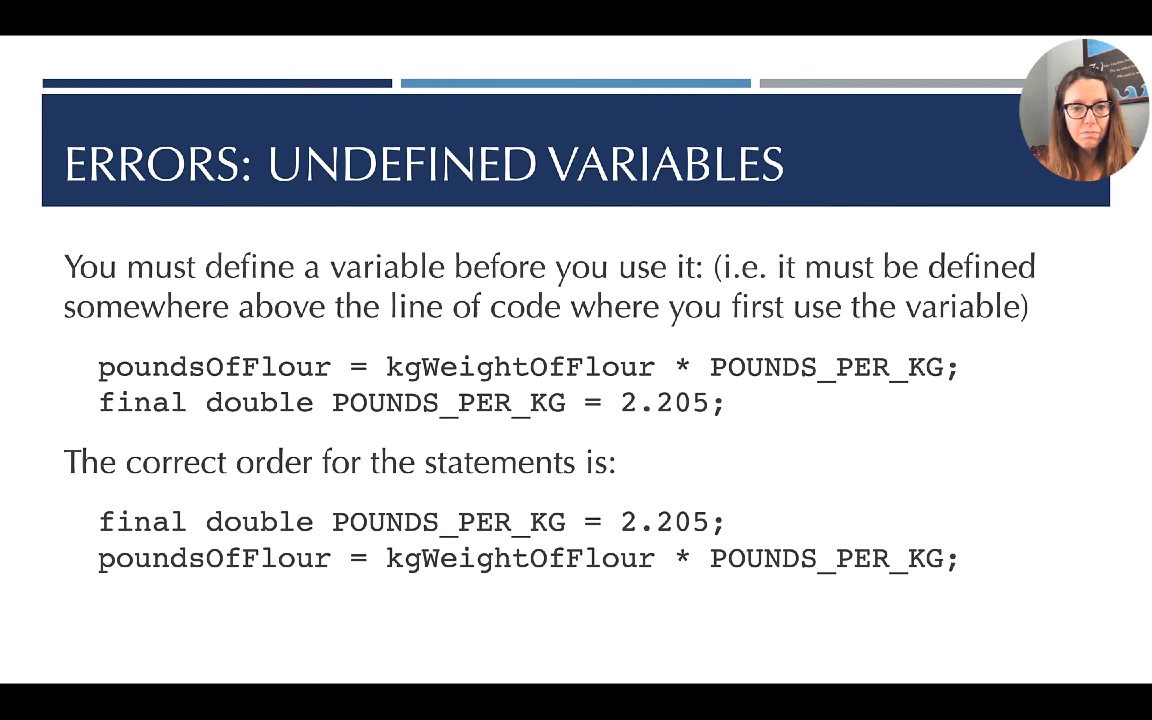 ERRORS: UNDEFINED VARIABLES
You must define a variable before you use it: (i.e. it must be defined
somewhere above the line of code where you first use the variable)
poundsOfFlour = kgWeightOfFlour * POUNDS_PER_KG;
final double POUNDS_PER_KG = 2.205;
The correct order for the statements is:
final double POUNDS_PER_KG = 2.205;
poundsOfFlour = kgWeightOfFlour * POUNDS_PER_KG;